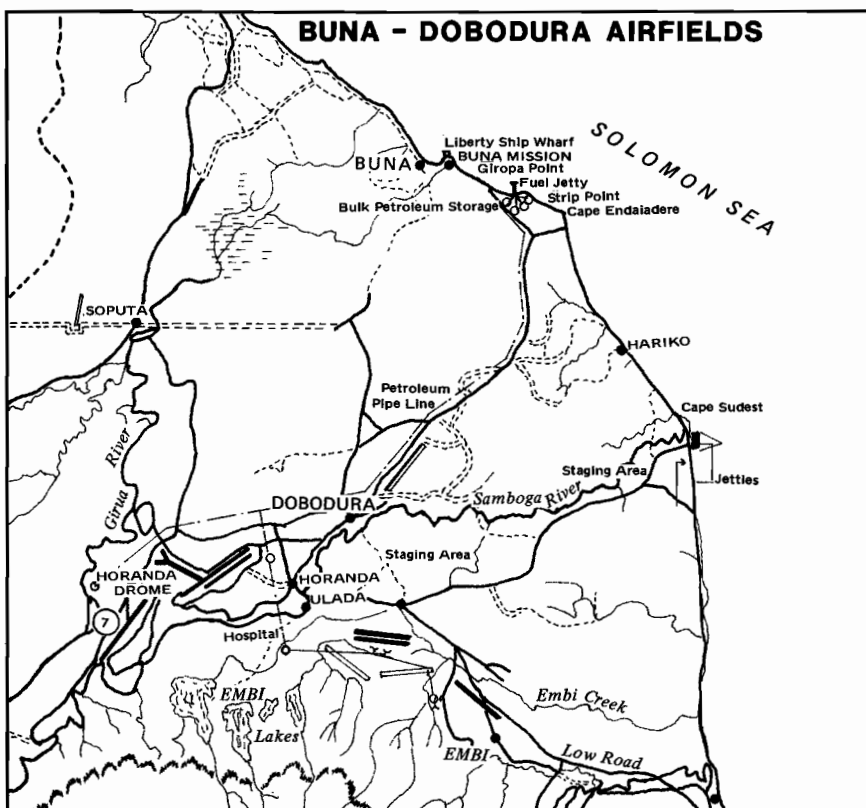 BUNA - DOBODURA AIRFIELDS
SOLOMON SEA
Liberty Ship Wharf
BUNA
BUNA MISSION
Giropa Point
Fuel Jetty
Strip Point
Bulk Petroleum Storage
Cape Endaiadere
SOPUTA
HARIKO
Petroleum
Pipe Line
Cape Sudest
Girua River
Staging Area
Jetties
DOBODURA
Samboga River
Staging Area
HORANDA
DROME
HORANDA
ULADA
7
Hospital
EMBI
Lakes
Embi Creek
EMBI
Low Road